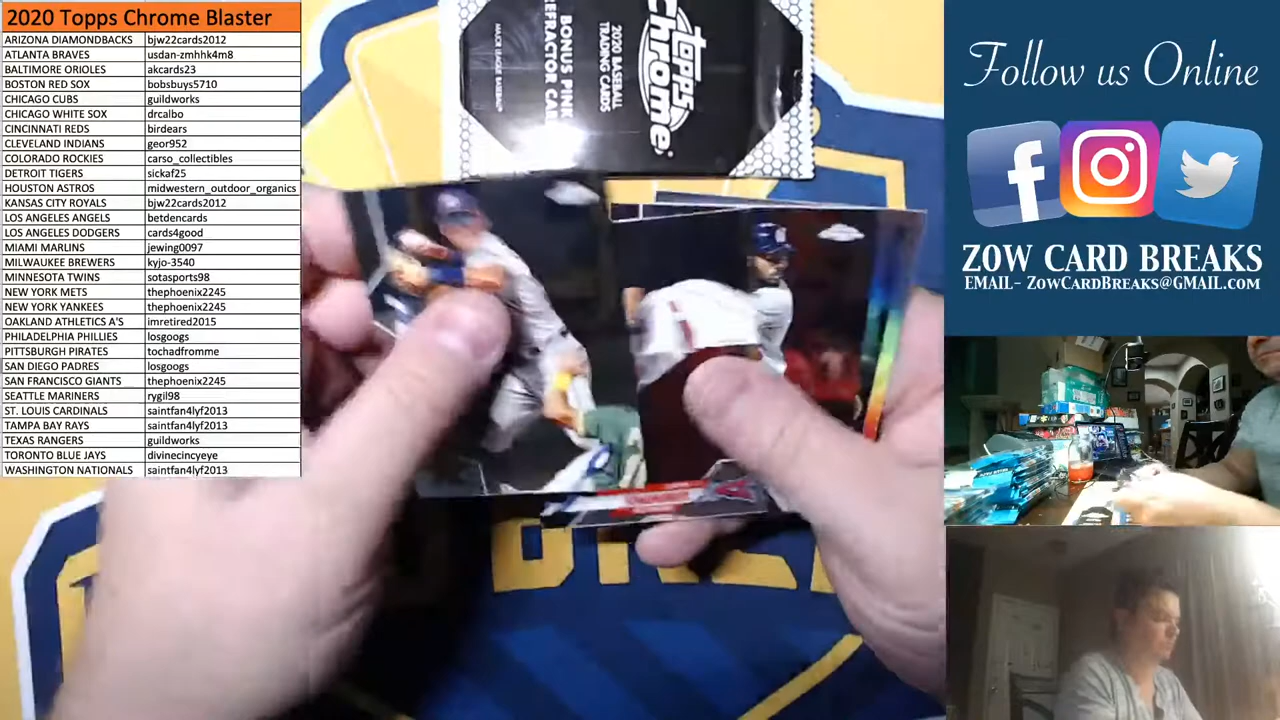 2020 Topps Chrome Blaster
ARIZONA DIAMONDBACKS bjw22cards2012
ATLANTA BRAVES usdan-zmhhk4m8
BALTIMORE ORIOLES akcards23
BOSTON RED SOX bobsbuys5710
CHICAGO CUBS guildworks
CHICAGO WHITE SOX drcalbo
CINCINNATI REDS birdears
CLEVELAND INDIANS geor952
COLORADO ROCKIES carso_collectibles
DETROIT TIGERS sickaf25
HOUSTON ASTROS midwestern_outdoor_organics
KANSAS CITY ROYALS bjw22cards2012
LOS ANGELES ANGELS betdencards
LOS ANGELES DODGERS cards4good
MIAMI MARLINS jewing0097
MILWAUKEE BREWERS kyjo-3540
MINNESOTA TWINS sotasports98
NEW YORK METS thephoenix2245
NEW YORK YANKEES thephoenix2245
OAKLAND ATHLETICS A'S imretired2015
PHILADELPHIA PHILLIES losgoogs
PITTSBURGH PIRATES tochadfromme
SAN DIEGO PADRES losgoogs
SAN FRANCISCO GIANTS thephoenix2245
SEATTLE MARINERS rygil98
ST. LOUIS CARDINALS saintfan4lyf2013
TAMPA BAY RAYS saintfan4lyf2013
TEXAS RANGERS guildworks
TORONTO BLUE JAYS divinecincyeye
WASHINGTON NATIONALS saintfan4lyf2013
topps
Chrome
2020 BASEBALL
TRADING CARDS
BONUS PINK
REFRACTOR CAR
MAJOR LEAGUE BASEBALL
Follow us Online
ZOW CARD BREAKS
EMAIL- ZOWCARDBREAKS@GMAIL.COM